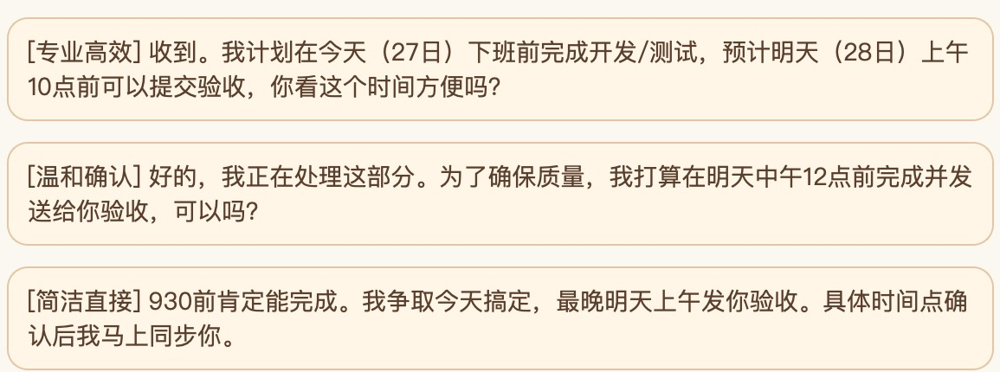 [专业高效] 收到。我计划在今天（27日）下班前完成开发/测试，预计明天（28日）上午
10点前可以提交验收，你看这个时间方便吗？
[温和确认] 好的，我正在处理这部分。为了确保质量，我打算在明天中午12点前完成并发
送给你验收，可以吗？
[简洁直接] 930前肯定能完成。我争取今天搞定，最晚明天上午发你验收。具体时间点确
认后我马上同步你。